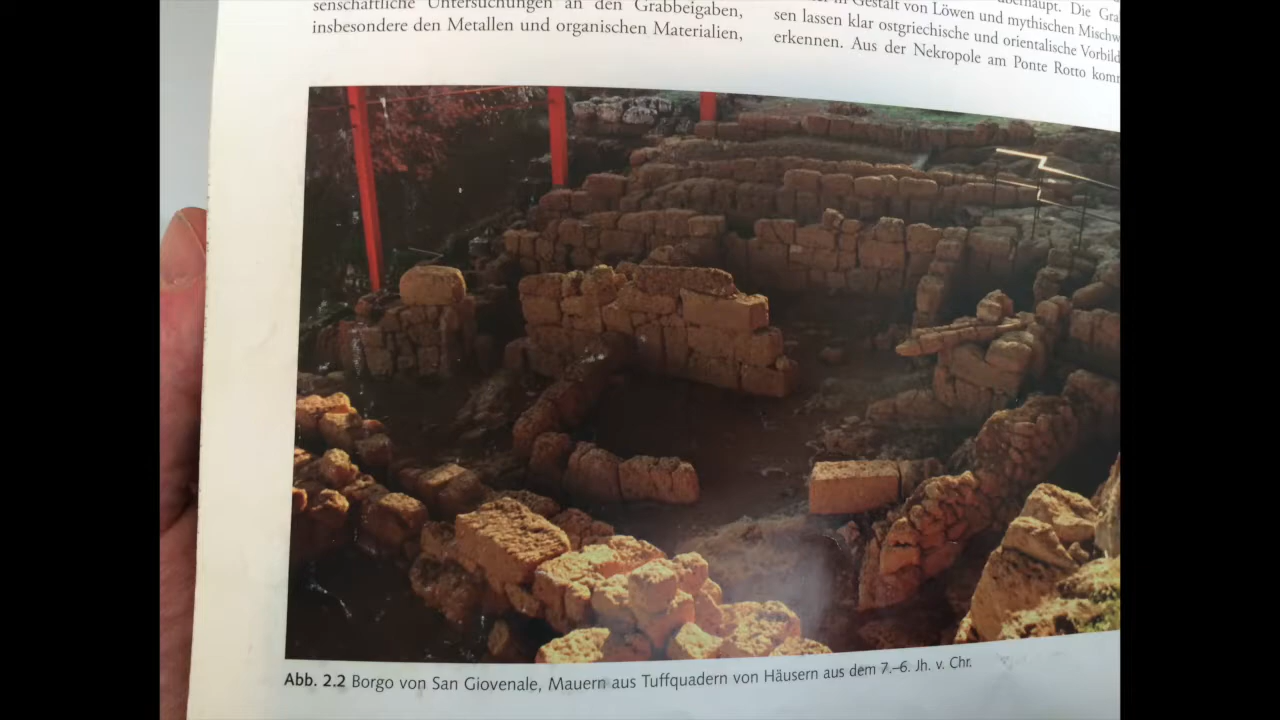 senschaftliche Untersuchungen an den Grabbeigaben,
insbesondere den Metallen und organischen Materialien,
in Gestalt von Löwen und mythischen Mischw
sen lassen klar ostgriechische und orientalische Vorbild
erkennen. Aus der Nekropole am Ponte Rotto komm
Abb. 2.2 Borgo von San Giovenale, Mauern aus Tuffquadern von Häusern aus dem 7.–6. Jh. v. Chr.